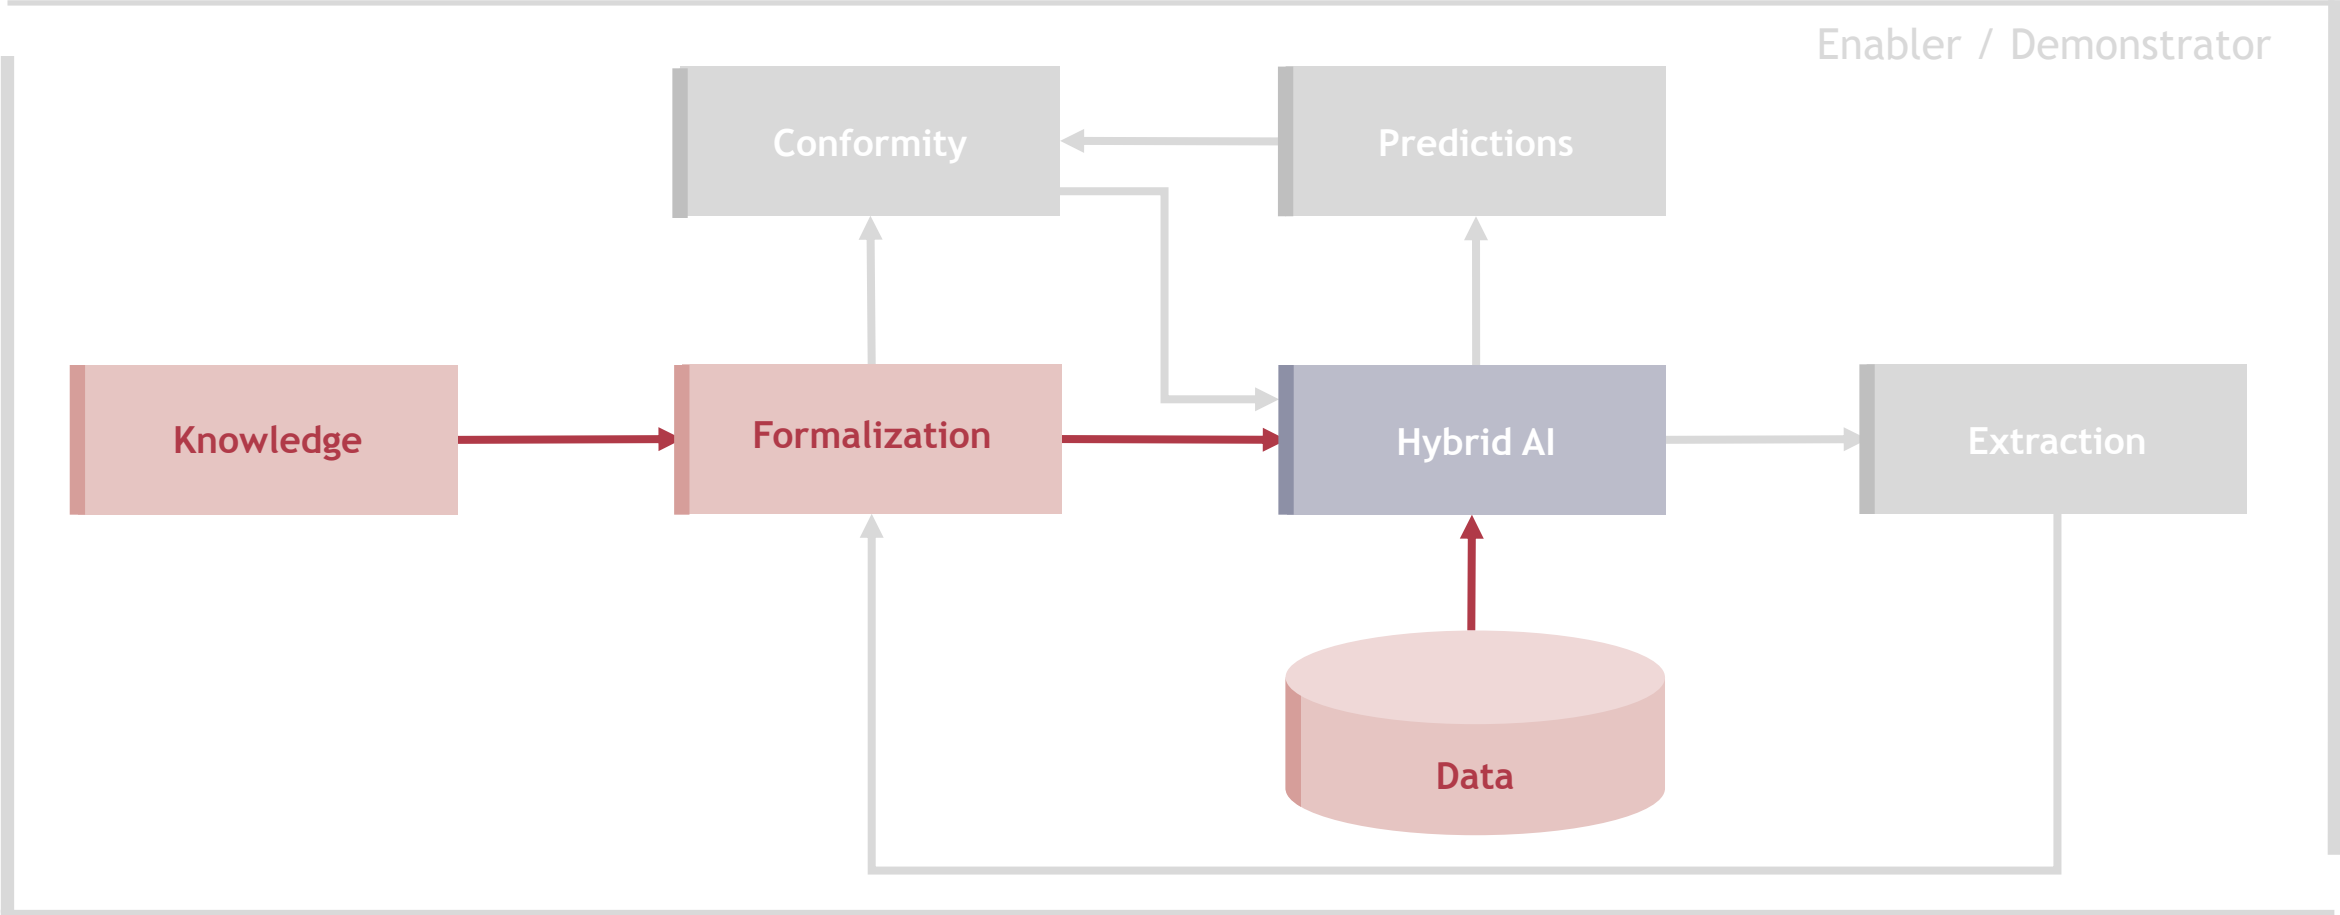 Enabler / Demonstrator
Conformity
Predictions
Knowledge
Formalization
Hybrid AI
Extraction
Data